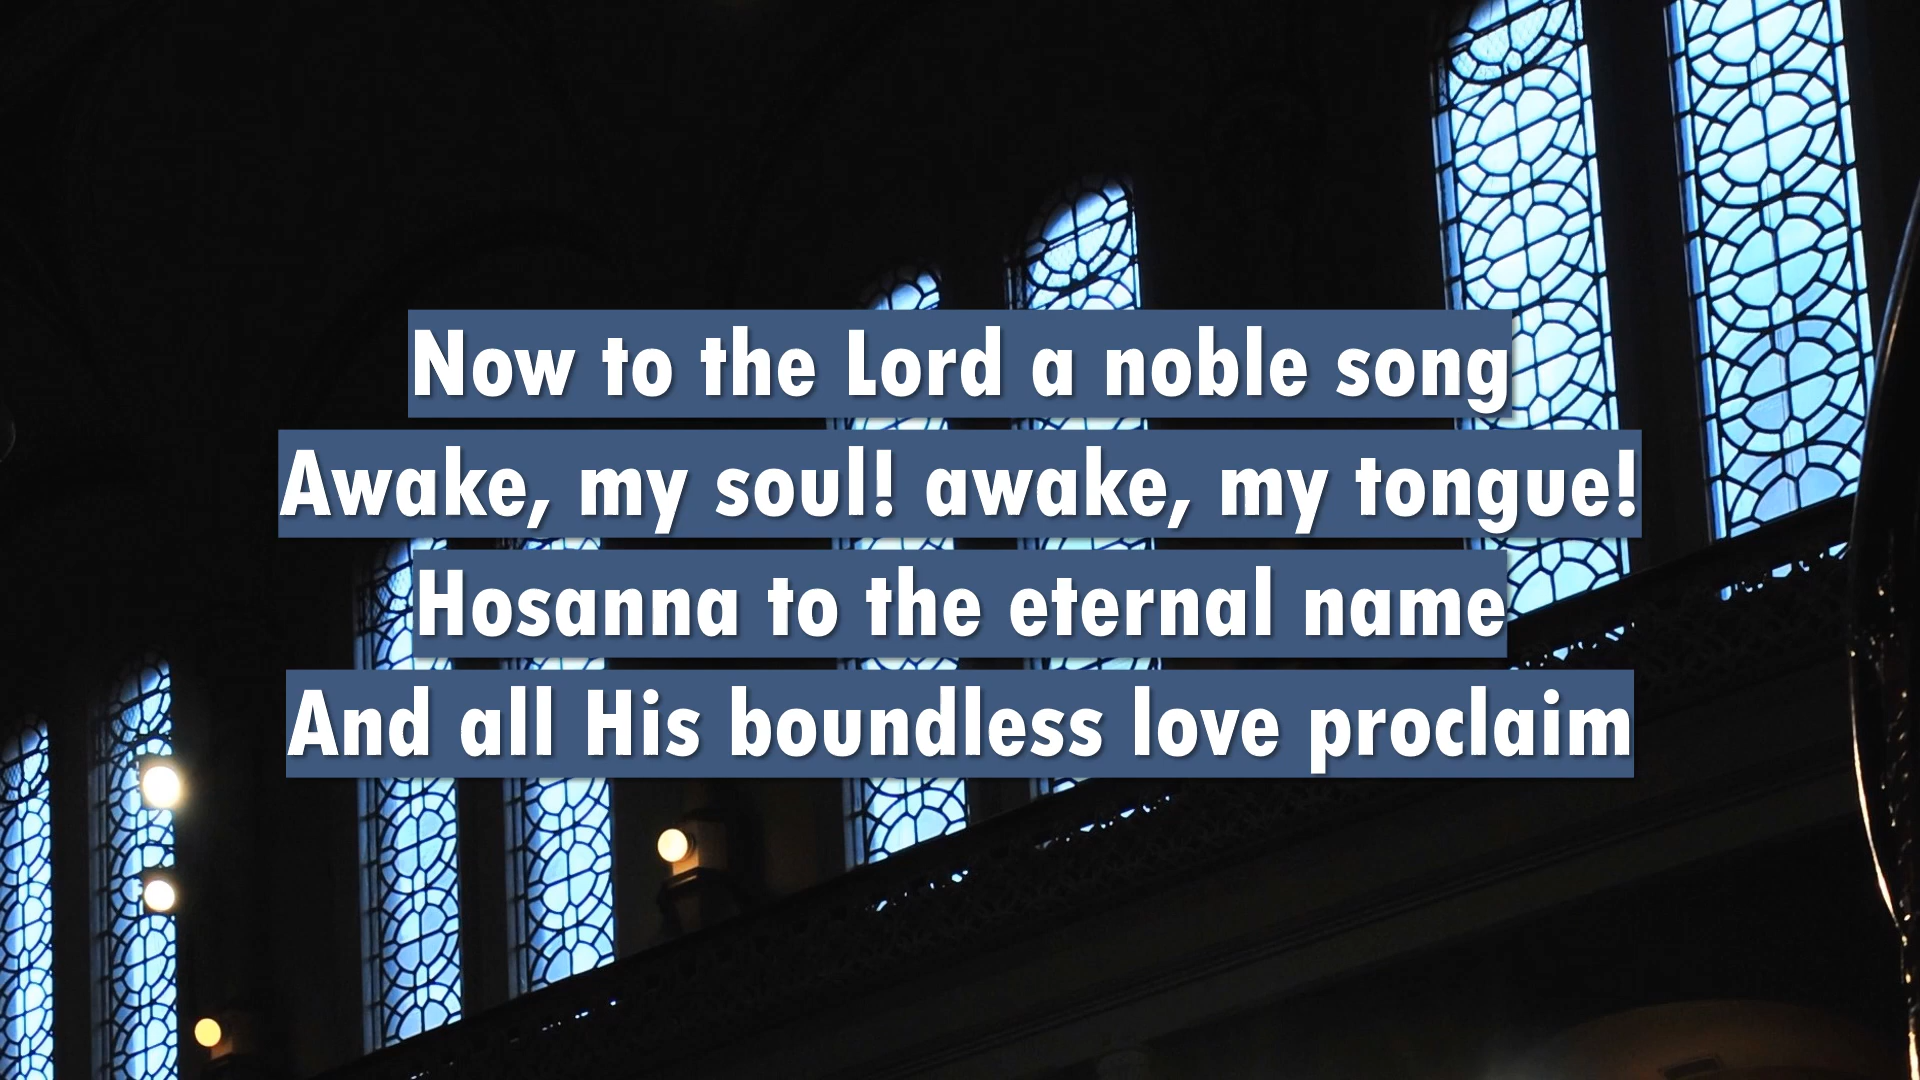 Now to the Lord a noble song
Awake, my soul! awake, my tongue!
Hosanna to the eternal name
And all His boundless love proclaim